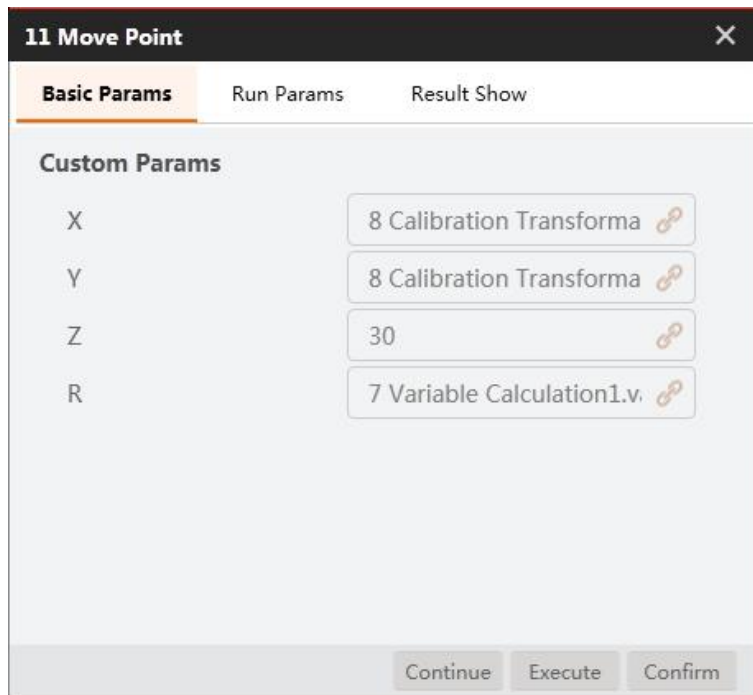 11 Move Point
Basic Params Run Params Result Show
Custom Params
X 8 Calibration Transforma
Y 8 Calibration Transforma
Z 30
R 7 Variable Calculation1.va
Continue Execute Confirm